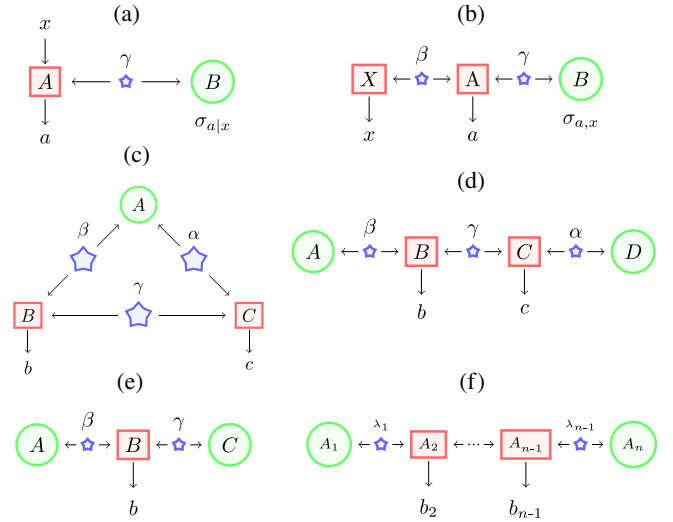 (a)
x
γ
A
B
a
σ_{a|x}
(b)
β
γ
X
A
B
x
a
σ_{a,x}
(c)
A
β
α
γ
B
C
b
c
(d)
β
γ
α
A
B
C
D
b
c
(e)
β
γ
A
B
C
b
(f)
λ_1
λ_{n-1}
A_1
A_2
...
A_{n-1}
A_n
b_2
b_{n-1}